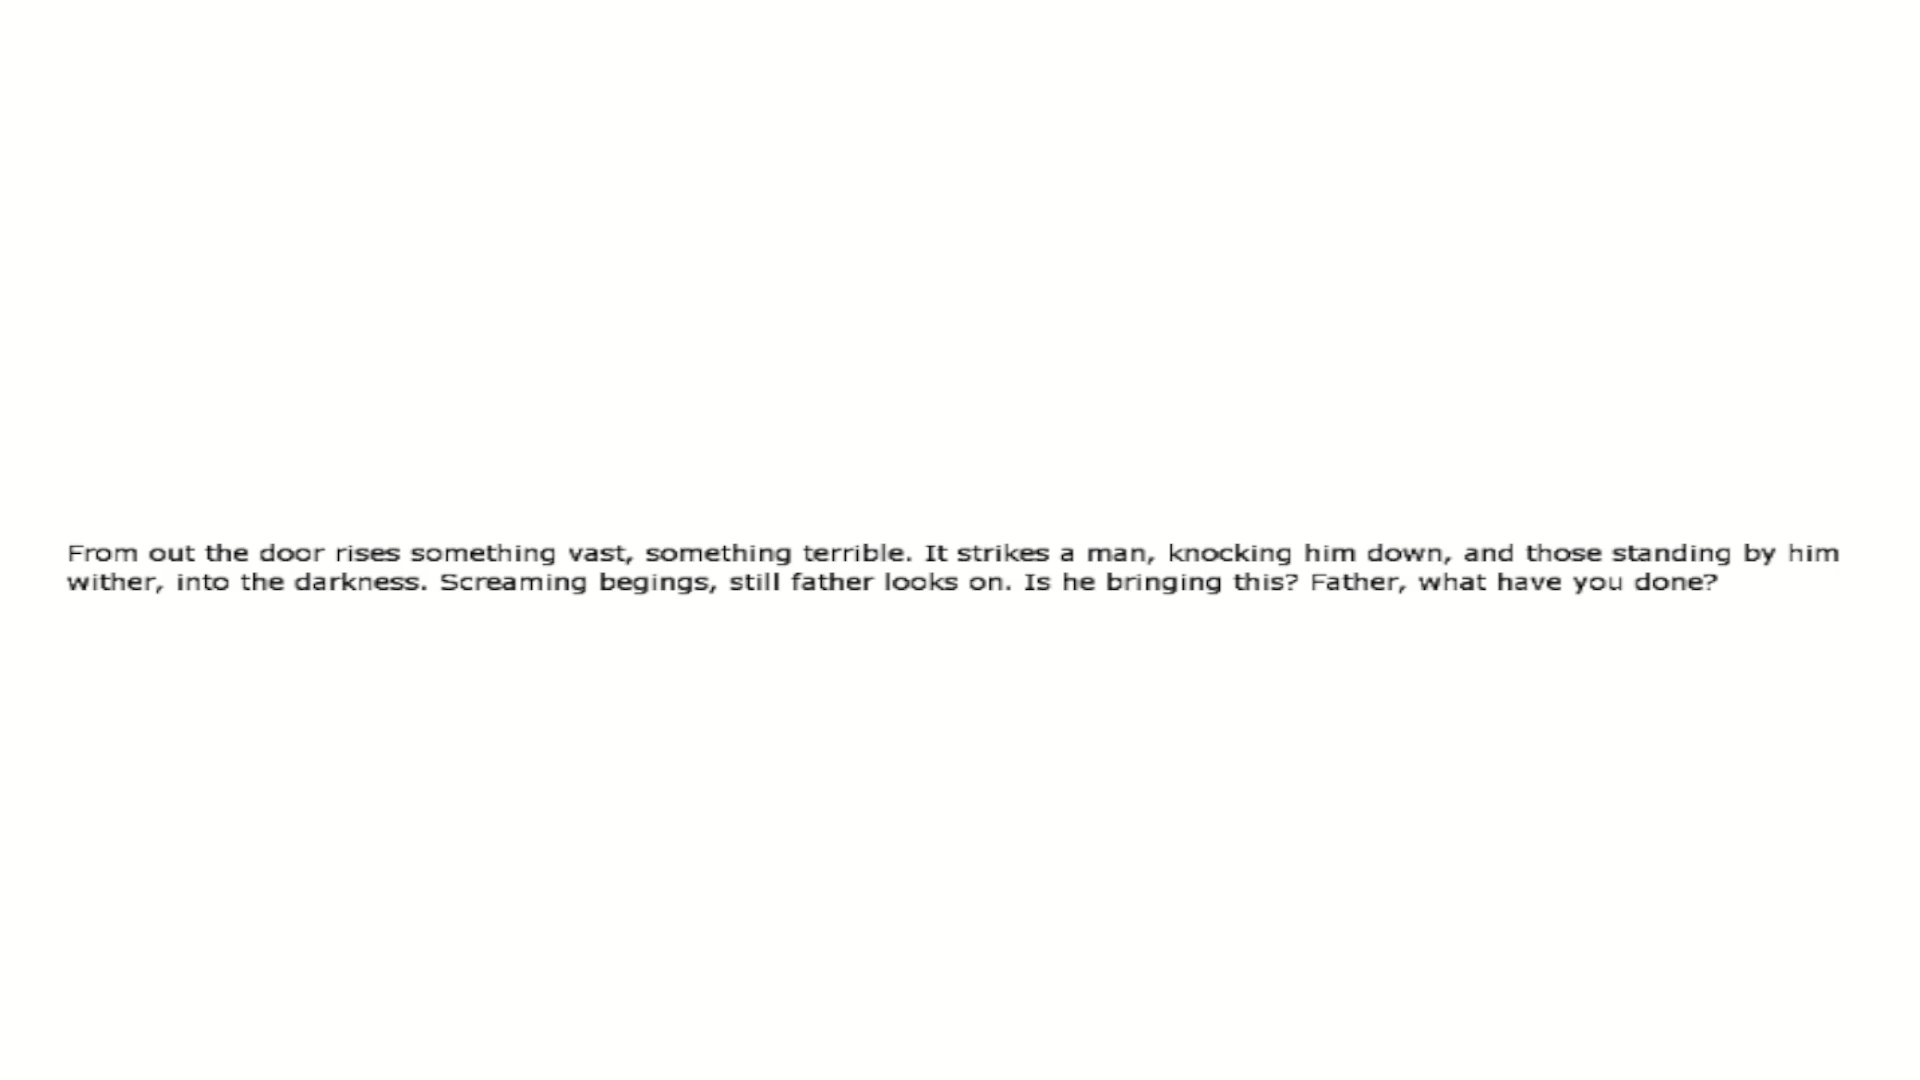 From out the door rises something vast, something terrible. It strikes a man, knocking him down, and those standing by him
wither, into the darkness. Screaming begings, still father looks on. Is he bringing this? Father, what have you done?